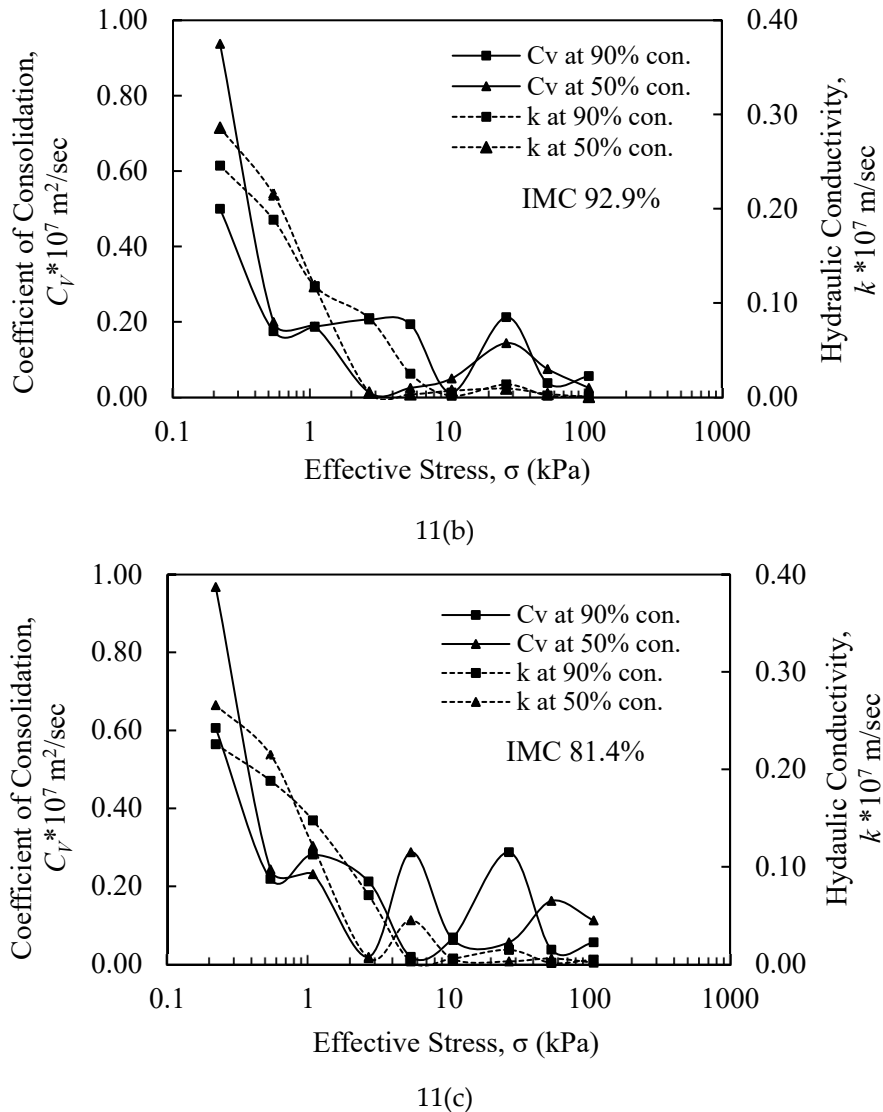 1.00
0.80
0.60
0.40
0.20
0.00
Coefficient of Consolidation,
C_V*10⁷ m²/sec
0.40
0.30
0.20
0.10
0.00
Hydraulic Conductivity,
k *10⁷ m/sec
Cv at 90% con.
Cv at 50% con.
k at 90% con.
k at 50% con.
IMC 92.9%
0.1 1 10 100 1000
Effective Stress, σ (kPa)
11(b)
1.00
0.80
0.60
0.40
0.20
0.00
Coefficient of Consolidation,
C_V*10⁷ m²/sec
0.40
0.30
0.20
0.10
0.00
Hydaulic Conductivity,
k *10⁷ m/sec
Cv at 90% con.
Cv at 50% con.
k at 90% con.
k at 50% con.
IMC 81.4%
0.1 1 10 100 1000
Effective Stress, σ (kPa)
11(c)